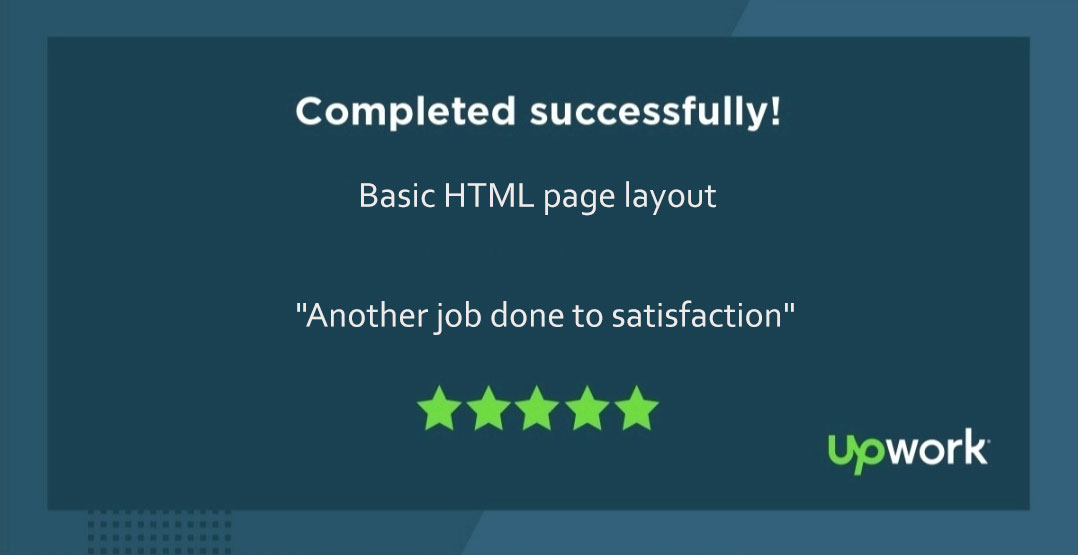 Completed successfully!
Basic HTML page layout
"Another job done to satisfaction"
upwork